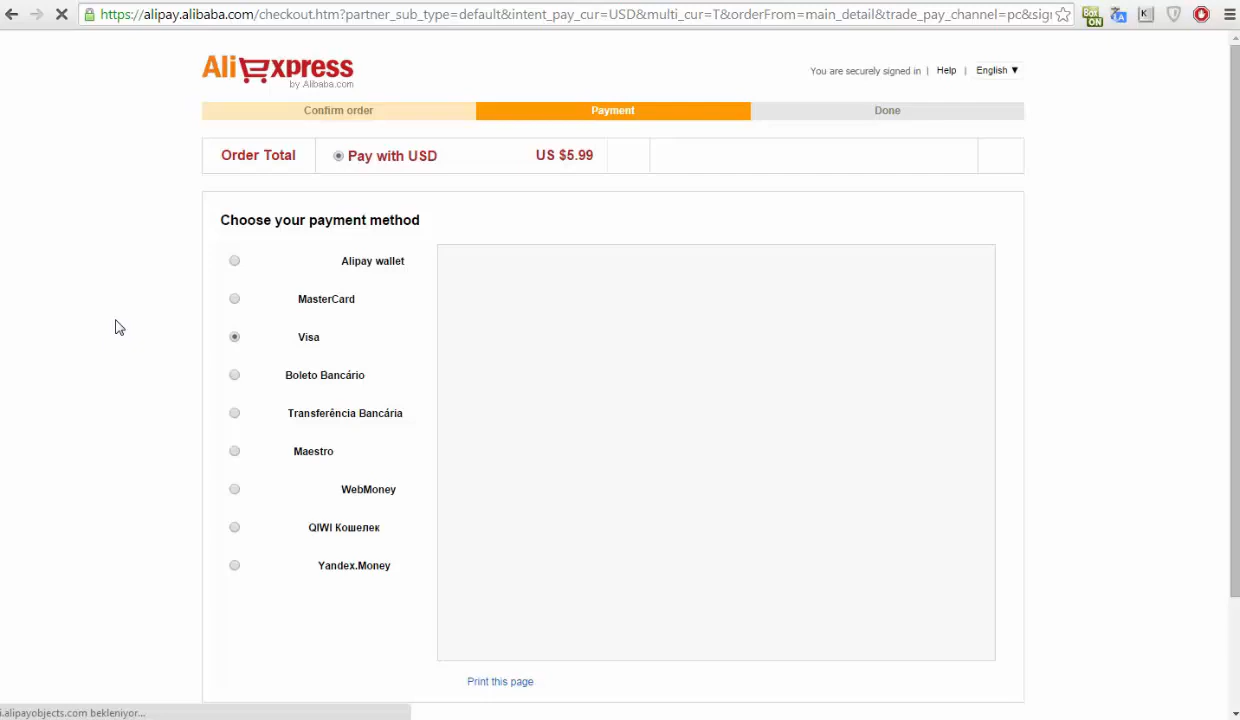 https://alipay.alibaba.com/checkout.htm?partner_sub_type=default&intent_pay_cur=USD&multi_cur=T&orderFrom=main_detail&trade_pay_channel=pc&sig
Box
ON
K
AliExpress
by Alibaba.com
You are securely signed in | Help | English ▼
Confirm order
Payment
Done
Order Total
Pay with USD
US $5.99
Choose your payment method
Alipay wallet
MasterCard
Visa
Boleto Bancário
Transferência Bancária
Maestro
WebMoney
QIWI Кошелек
Yandex.Money
Print this page
i.alipayobjects.com bekleniyor...